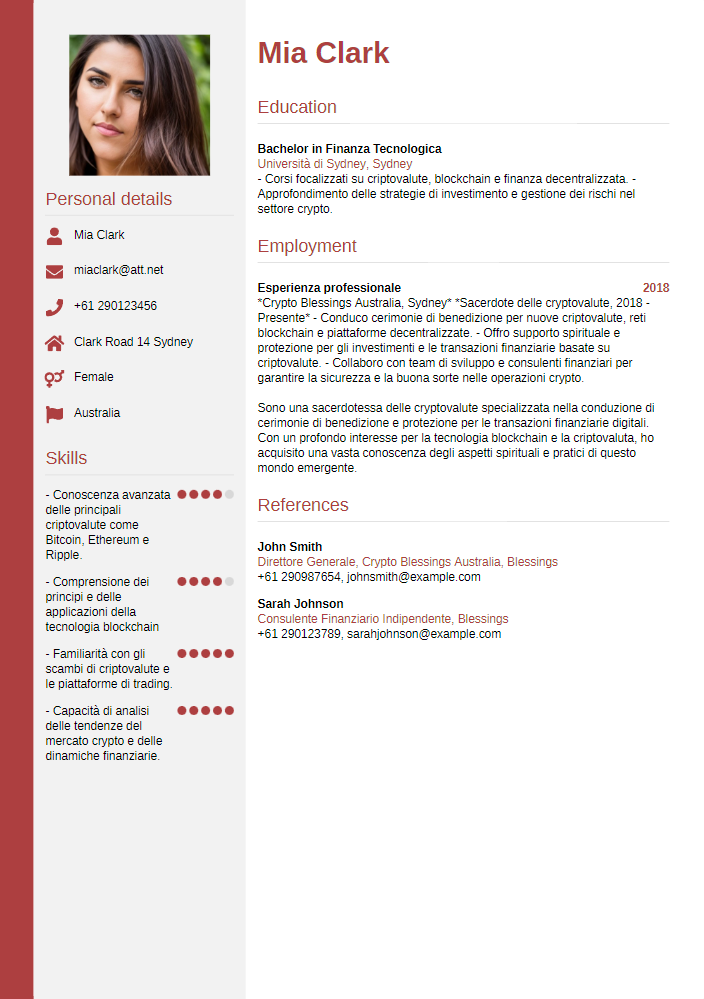 Mia Clark
Personal details
Mia Clark
miaclark@att.net
+61 290123456
Clark Road 14 Sydney
Female
Australia
Skills
- Conoscenza avanzata
delle principali
criptovalute come
Bitcoin, Ethereum e
Ripple.
- Comprensione dei
principi e delle
applicazioni della
tecnologia blockchain
- Familiarità con gli
scambi di criptovalute e
le piattaforme di trading.
- Capacità di analisi
delle tendenze del
mercato crypto e delle
dinamiche finanziarie.
Education
Bachelor in Finanza Tecnologica
Università di Sydney, Sydney
- Corsi focalizzati su criptovalute, blockchain e finanza decentralizzata. -
Approfondimento delle strategie di investimento e gestione dei rischi nel
settore crypto.
Employment
Esperienza professionale 2018
*Crypto Blessings Australia, Sydney* *Sacerdote delle cryptovalute, 2018 -
Presente* - Conduco cerimonie di benedizione per nuove criptovalute, reti
blockchain e piattaforme decentralizzate. - Offro supporto spirituale e
protezione per gli investimenti e le transazioni finanziarie basate su
criptovalute. - Collaboro con team di sviluppo e consulenti finanziari per
garantire la sicurezza e la buona sorte nelle operazioni crypto.
Sono una sacerdotessa delle cryptovalute specializzata nella conduzione di
cerimonie di benedizione e protezione per le transazioni finanziarie digitali.
Con un profondo interesse per la tecnologia blockchain e la criptovaluta, ho
acquisito una vasta conoscenza degli aspetti spirituali e pratici di questo
mondo emergente.
References
John Smith
Direttore Generale, Crypto Blessings Australia, Blessings
+61 290987654, johnsmith@example.com
Sarah Johnson
Consulente Finanziario Indipendente, Blessings
+61 290123789, sarahjohnson@example.com